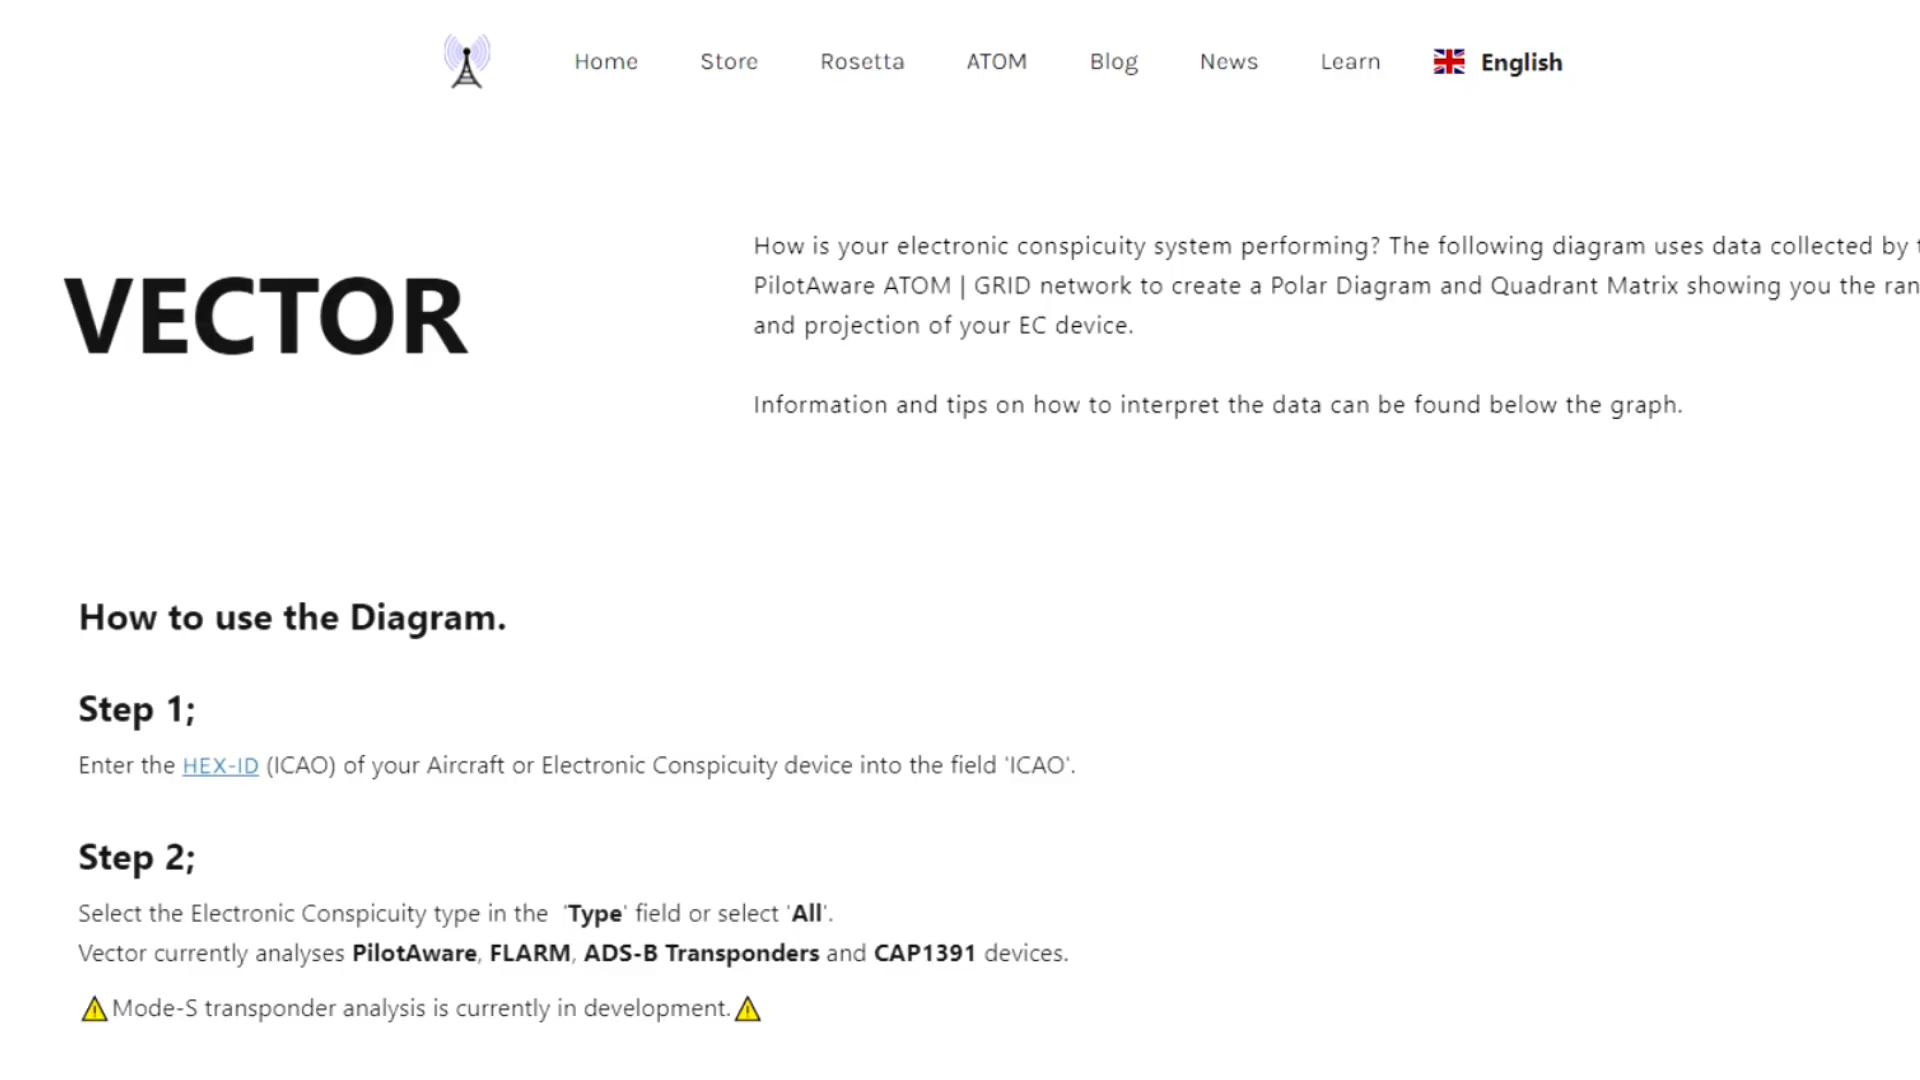 Home Store Rosetta ATOM Blog News Learn English
VECTOR
How is your electronic conspicuity system performing? The following diagram uses data collected by
PilotAware ATOM | GRID network to create a Polar Diagram and Quadrant Matrix showing you the
and projection of your EC device.
Information and tips on how to interpret the data can be found below the graph.
How to use the Diagram.
Step 1;
Enter the HEX-ID (ICAO) of your Aircraft or Electronic Conspicuity device into the field 'ICAO'.
Step 2;
Select the Electronic Conspicuity type in the 'Type' field or select 'All'.
Vector currently analyses PilotAware, FLARM, ADS-B Transponders and CAP1391 devices.
Mode-S transponder analysis is currently in development.